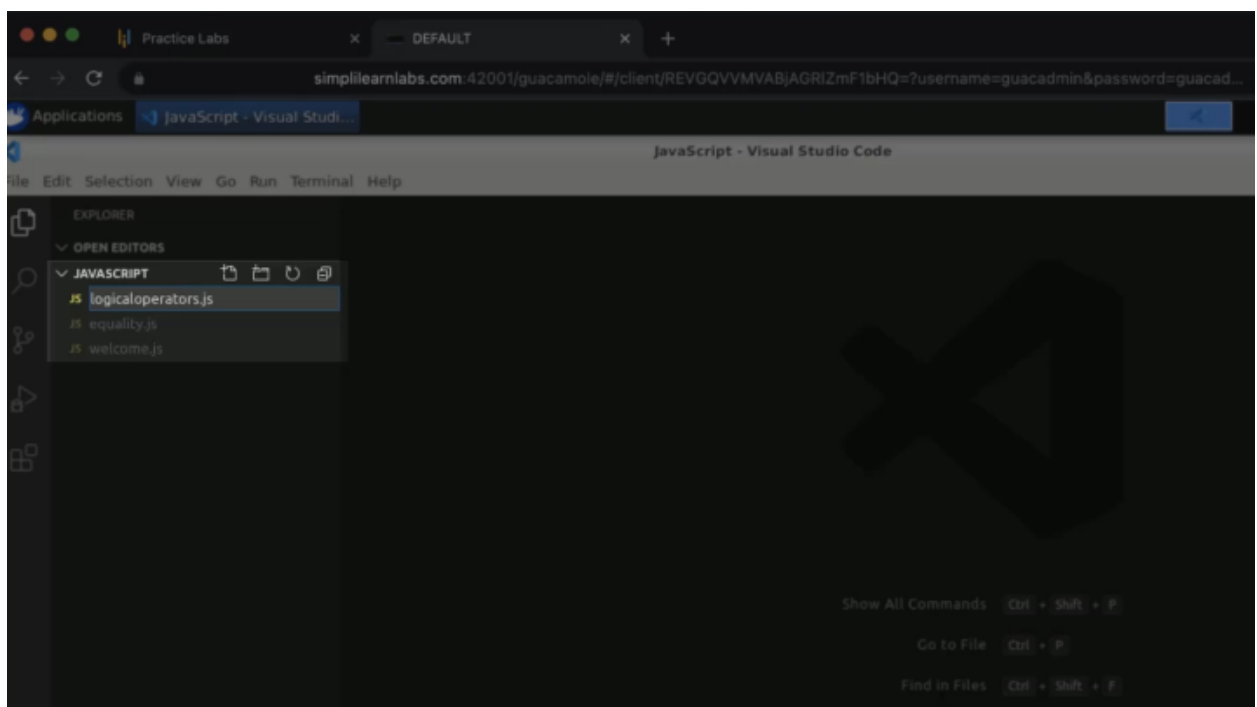 Practice Labs
DEFAULT
simplilearnlabs.com:42001/guacamole/#/client/REVGQVVMVABjAGRlZmF1bHQ=?username=guacadmin&password=guacad...
Applications JavaScript - Visual Studi...
JavaScript - Visual Studio Code
File Edit Selection View Go Run Terminal Help
EXPLORER
OPEN EDITORS
JAVASCRIPT
JS logicaloperators.js
JS equality.js
JS welcome.js
Show All Commands Ctrl + Shift + P
Go to File Ctrl + P
Find in Files Ctrl + Shift + F